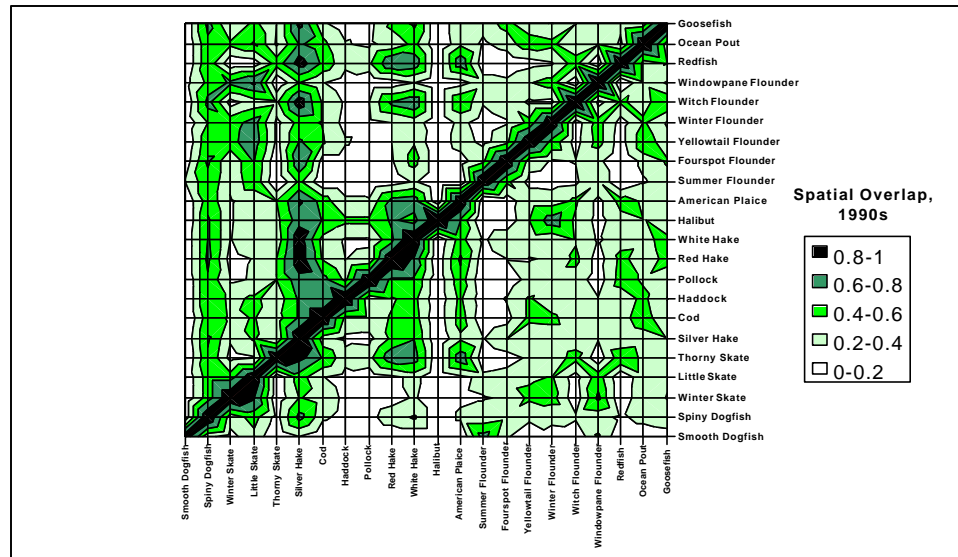 Goosefish
Ocean Pout
Redfish
Windowpane Flounder
Witch Flounder
Winter Flounder
Yellowtail Flounder
Fourspot Flounder
Summer Flounder
American Plaice
Halibut
White Hake
Red Hake
Pollock
Haddock
Cod
Silver Hake
Thorny Skate
Little Skate
Winter Skate
Spiny Dogfish
Smooth Dogfish
Smooth Dogfish
Spiny Dogfish
Winter Skate
Little Skate
Thorny Skate
Silver Hake
Cod
Haddock
Pollock
Red Hake
White Hake
Halibut
American Plaice
Summer Flounder
Fourspot Flounder
Yellowtail Flounder
Winter Flounder
Witch Flounder
Windowpane Flounder
Redfish
Ocean Pout
Goosefish
Spatial Overlap,
1990s
0.8-1
0.6-0.8
0.4-0.6
0.2-0.4
0-0.2